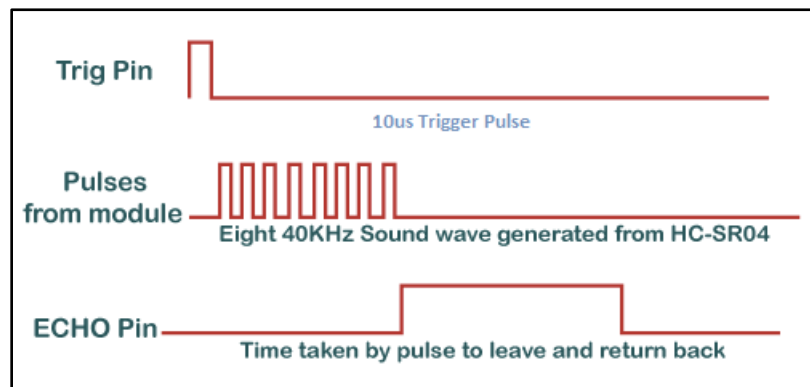 Trig Pin
10us Trigger Pulse
Pulses
from module
Eight 40KHz Sound wave generated from HC-SR04
ECHO Pin
Time taken by pulse to leave and return back